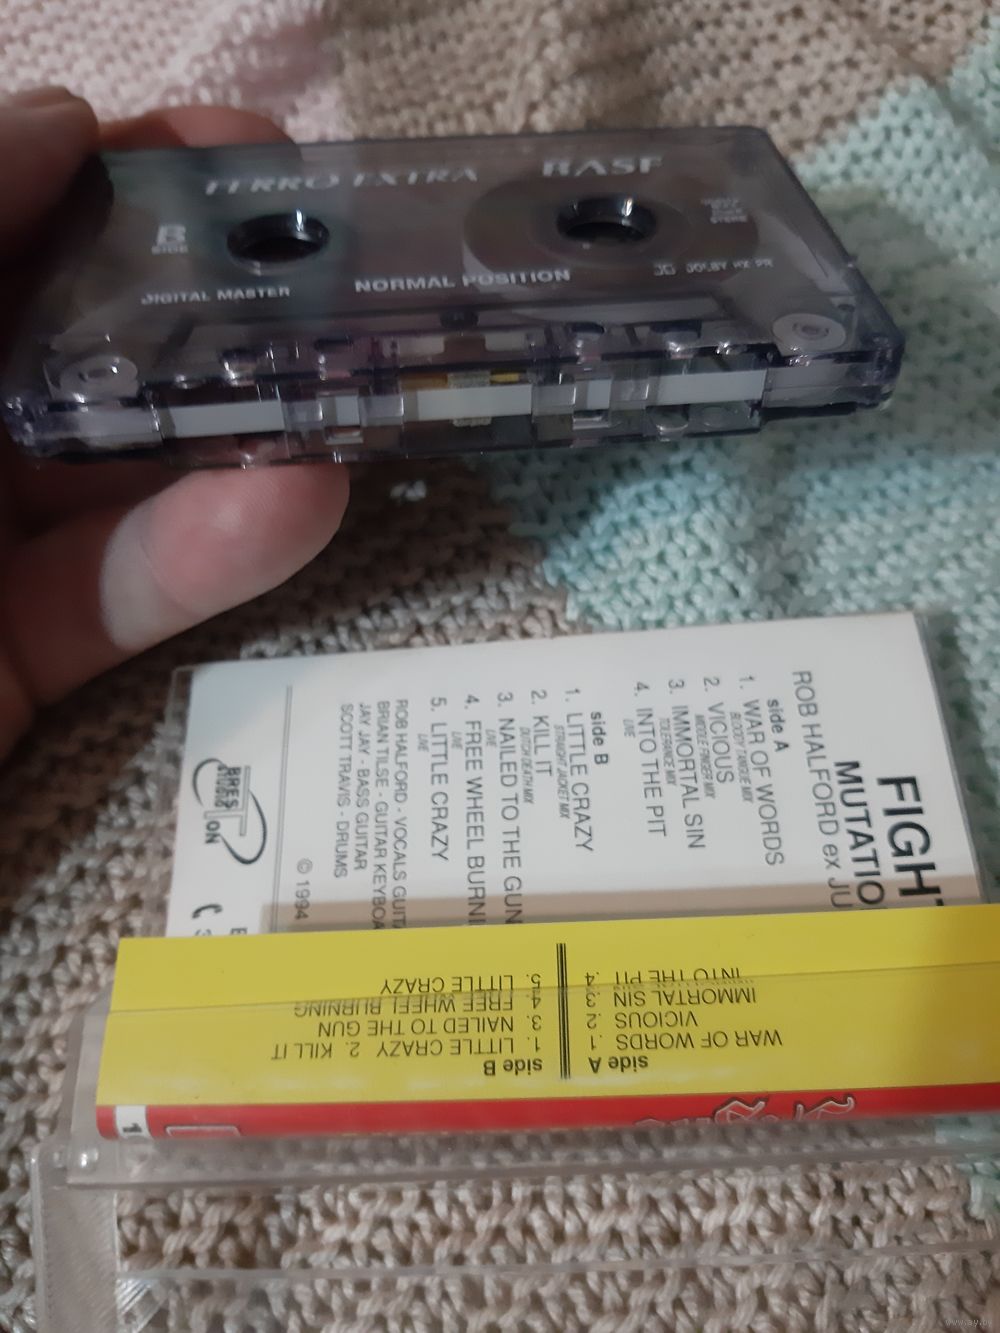 FERRO EXTRA BASF
B
SIDE
DIGITAL MASTER
NORMAL POSITION
DOLBY HX PR
FIGHT
MUTATIO
ROB HALFORD ex JU
side A
1. WAR OF WORDS
BLOODY TONGUE MIX
2. VICIOUS
MIDDLE FINGER MIX
3. IMMORTAL SIN
TOLERANCE MIX
4. INTO THE PIT
LIVE
side B
1. LITTLE CRAZY
STRAIGHT JACKET MIX
2. KILL IT
DUTCH DEATH MIX
3. NAILED TO THE GUN
LIVE
4. FREE WHEEL BURNI
LIVE
5. LITTLE CRAZY
LIVE
ROB HALFORD - VOCALS GUIT
BRIAN TILSE - GUITAR KEYBOA
JAY JAY - BASS GUITAR
SCOTT TRAVIS - DRUMS
© 1994
side A
WAR OF WORDS .1
VICIOUS .2
IMMORTAL SIN .3
INTO THE PIT .4
side B
1. LITTLE CRAZY 2. KILL IT
3. NAILED TO THE GUN
4. FREE WHEEL BURNING
5. LITTLE CRAZY
www.ay.by